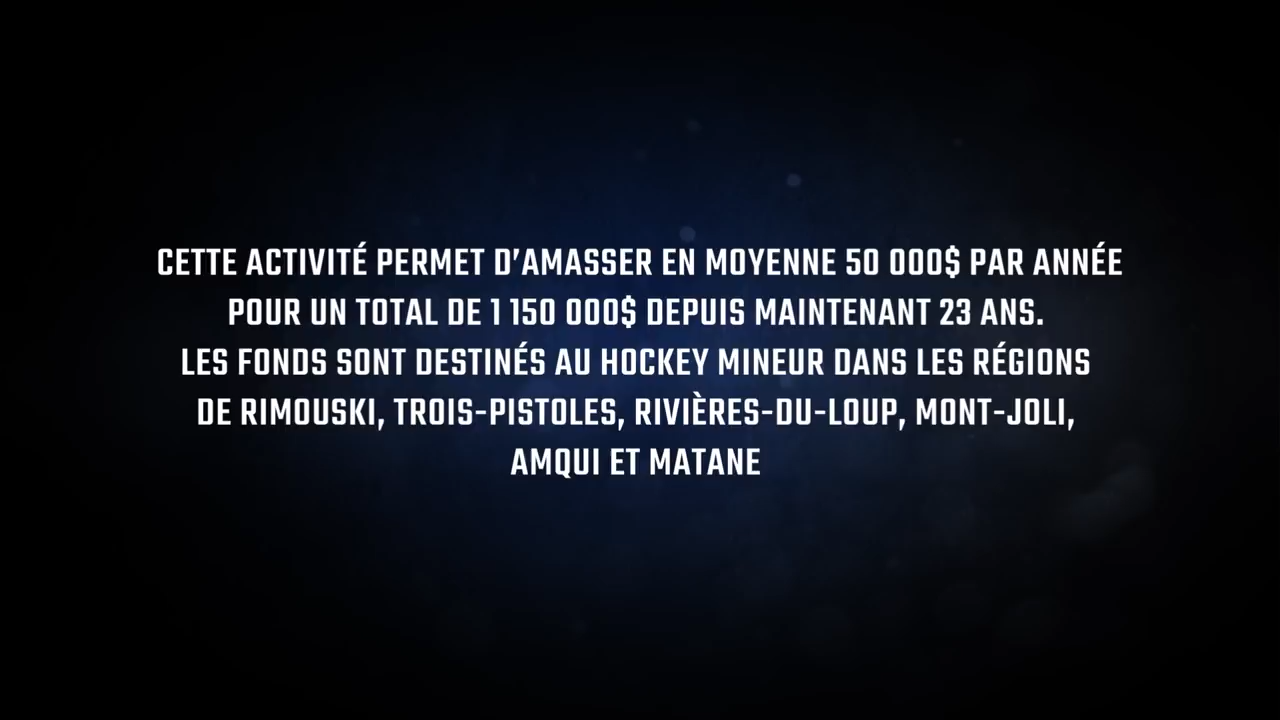 CETTE ACTIVITÉ PERMET D'AMASSER EN MOYENNE 50 000$ PAR ANNÉE
POUR UN TOTAL DE 1 150 000$ DEPUIS MAINTENANT 23 ANS.
LES FONDS SONT DESTINÉS AU HOCKEY MINEUR DANS LES RÉGIONS
DE RIMOUSKI, TROIS-PISTOLES, RIVIÈRES-DU-LOUP, MONT-JOLI,
AMQUI ET MATANE